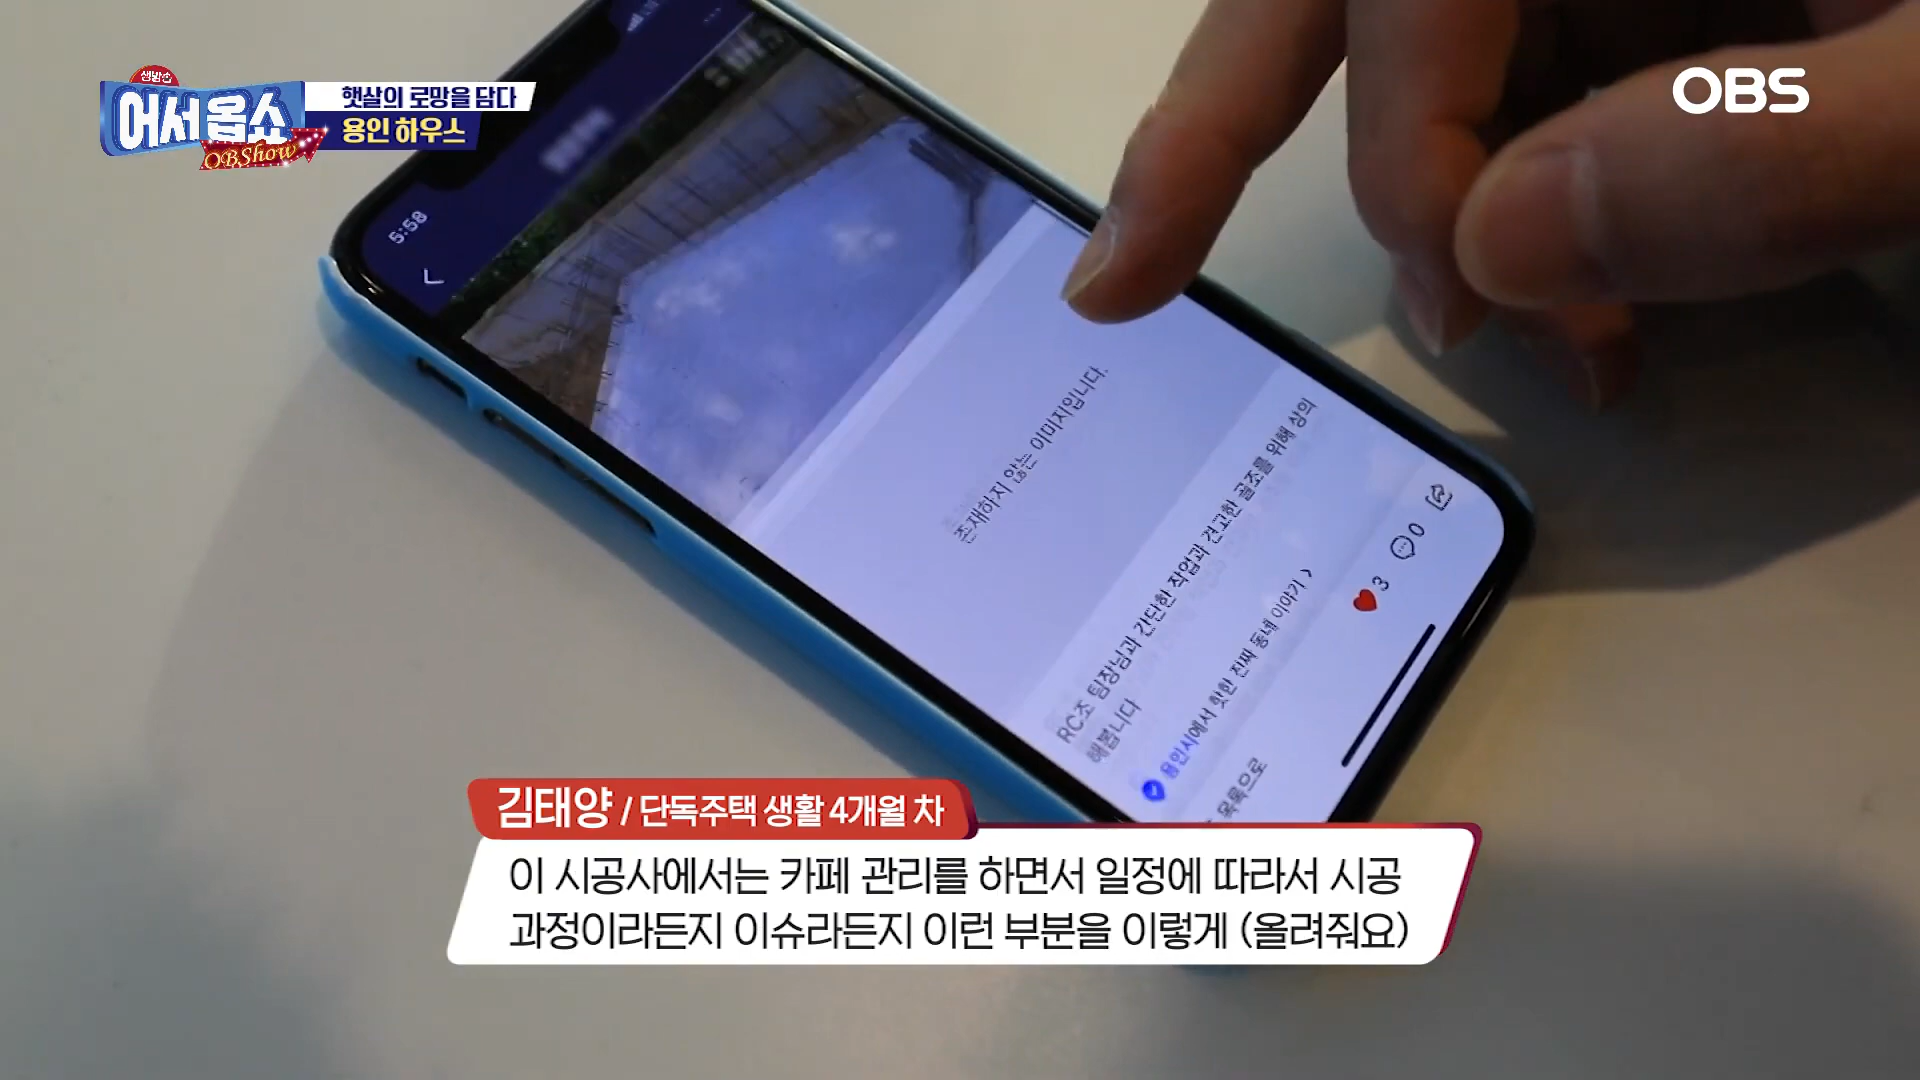 생방송
어서옵쇼
OBShow
햇살의 로망을 담다
용인 하우스
OBS
5:58
존재하지 않는 이미지입니다.
RC조 팀장님과 간단한 작업과 견고한 골조를 위해 상의
해봅니다
용인시에서 핫한 진짜 동네 이야기 >
3
0
목록으로
김태양 / 단독주택 생활 4개월 차
이 시공사에서는 카페 관리를 하면서 일정에 따라서 시공
과정이라든지 이슈라든지 이런 부분을 이렇게 (올려줘요)